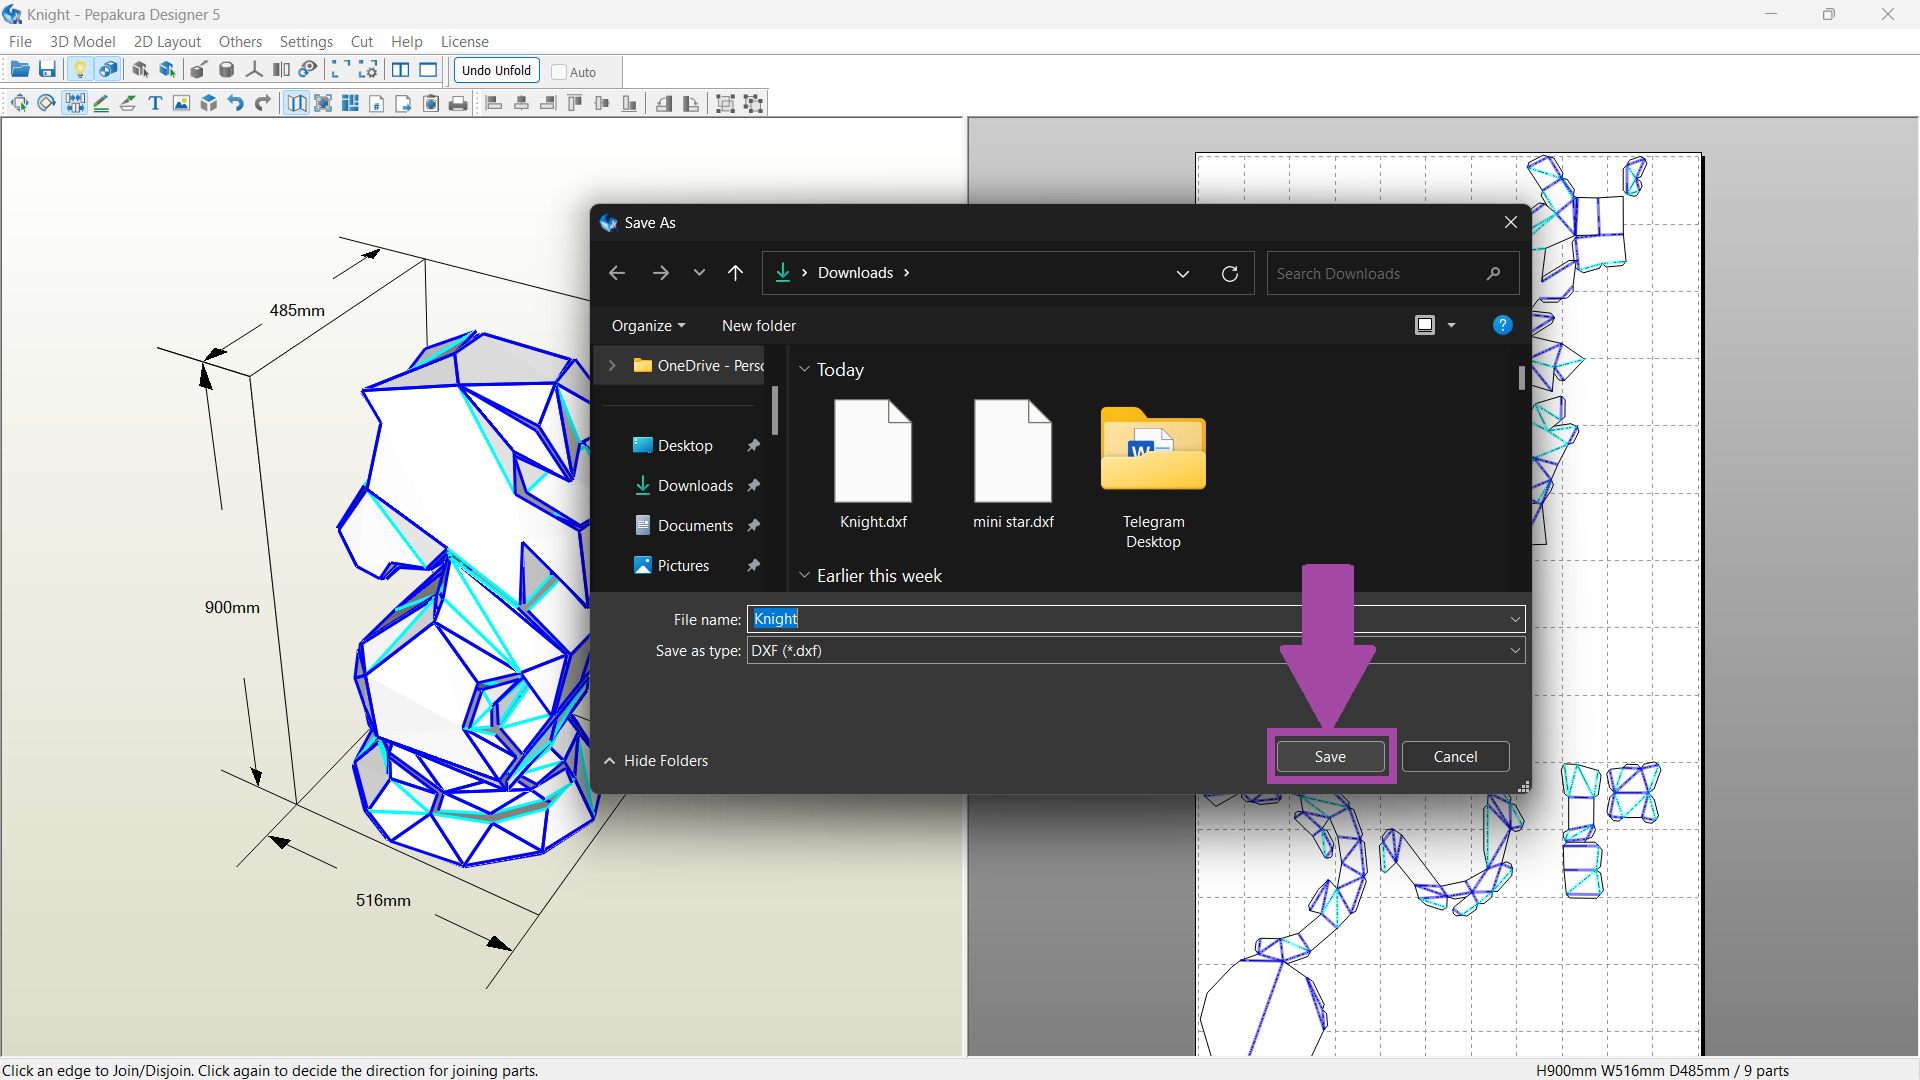 Knight - Pepakura Designer 5
File 3D Model 2D Layout Others Settings Cut Help License
Undo Unfold Auto
Save As
Downloads
Search Downloads
Organize New folder
OneDrive - Perso
Desktop
Downloads
Documents
Pictures
Today
Knight.dxf mini star.dxf Telegram Desktop
Earlier this week
File name: Knight
Save as type: DXF (*.dxf)
Hide Folders
Save Cancel
485mm
900mm
516mm
Click an edge to Join/Disjoin. Click again to decide the direction for joining parts.
H900mm W516mm D485mm / 9 parts